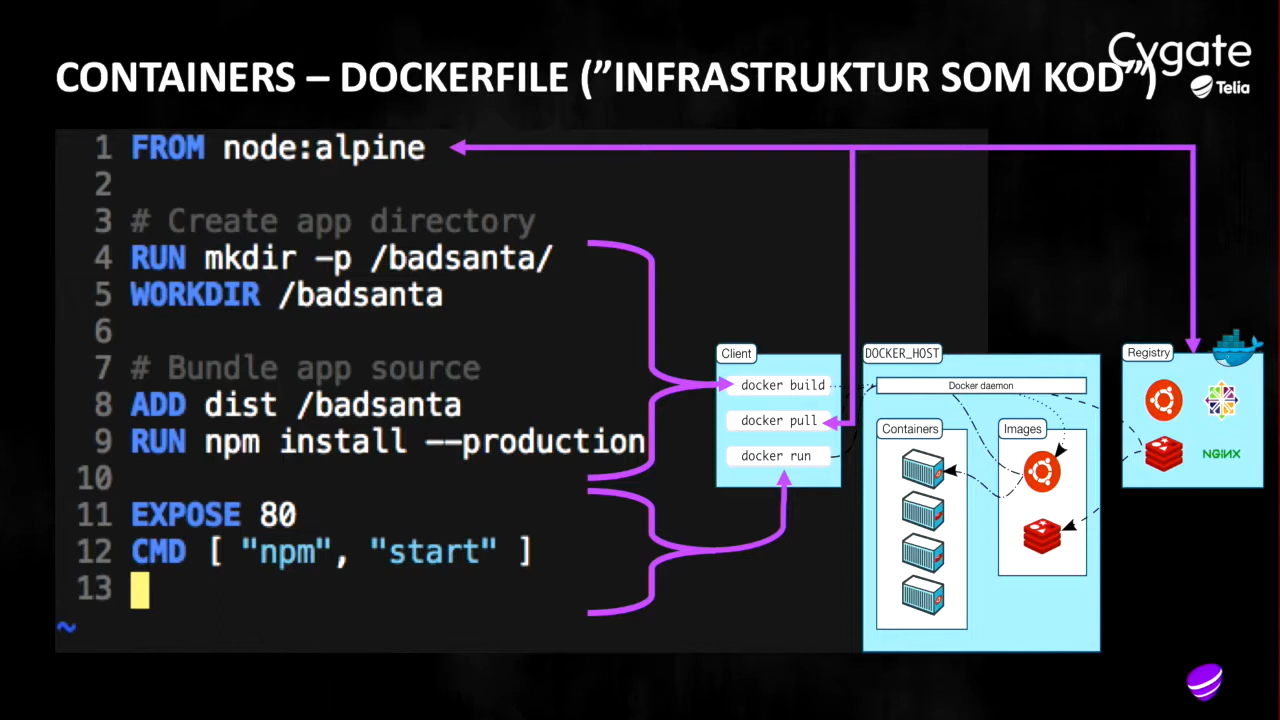 CONTAINERS – DOCKERFILE (”INFRASTRUKTUR SOM KOD”)
Cygate
Telia
1 FROM node:alpine
2
3 # Create app directory
4 RUN mkdir -p /badsanta/
5 WORKDIR /badsanta
6
7 # Bundle app source
8 ADD dist /badsanta
9 RUN npm install --production
10
11 EXPOSE 80
12 CMD [ "npm", "start" ]
13
~
Client
docker build
docker pull
docker run
DOCKER_HOST
Docker daemon
Containers
Images
Registry
NGINX